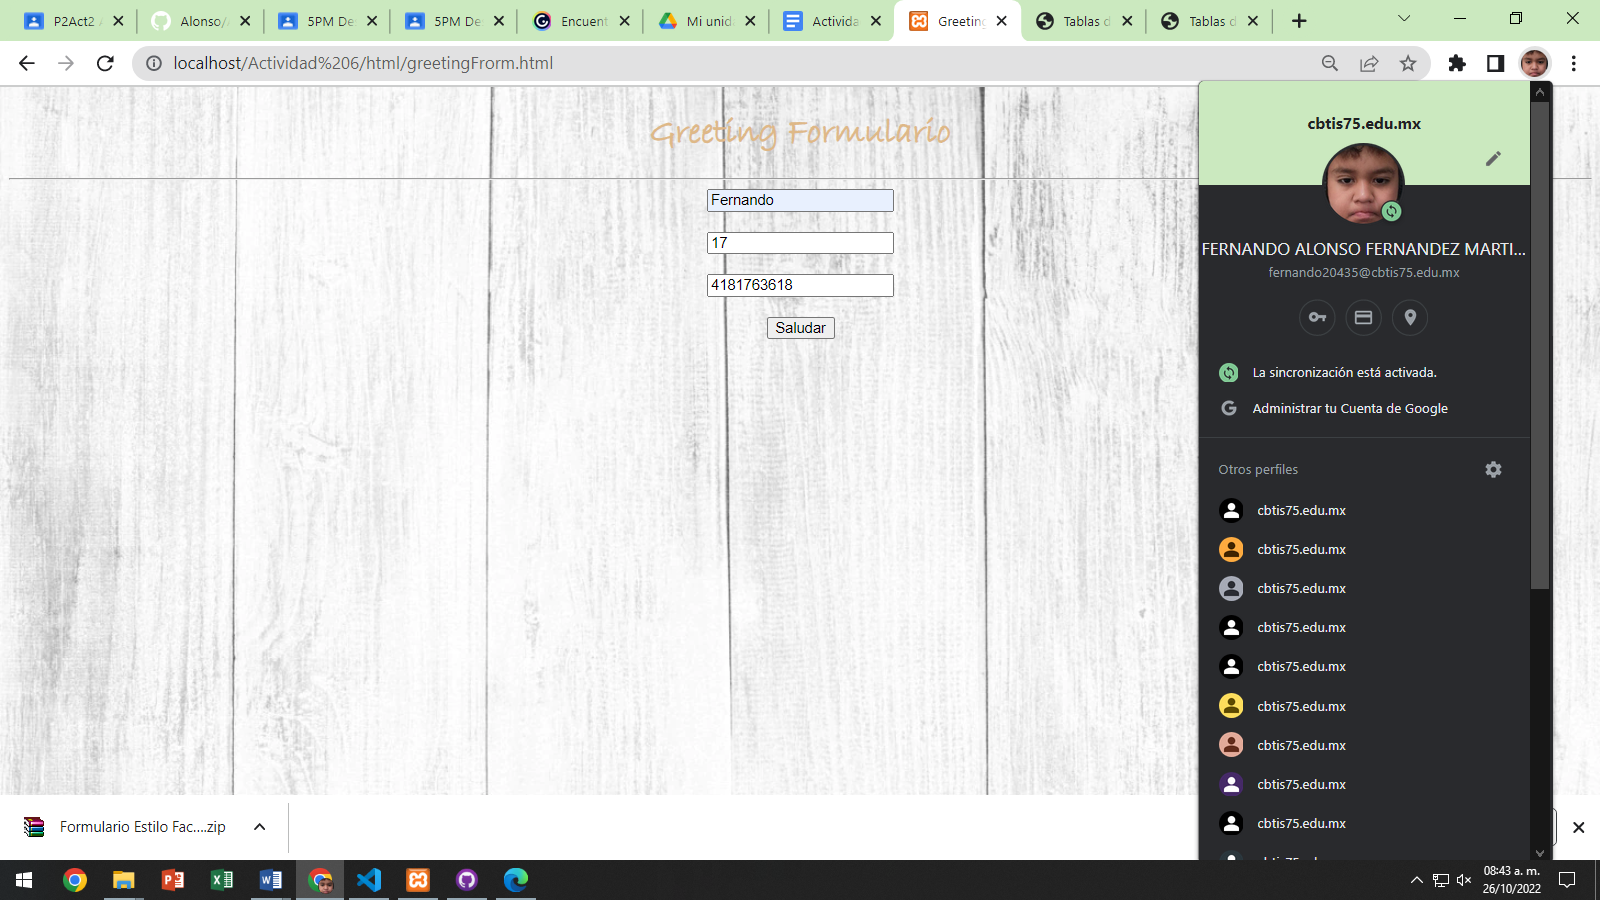 P2Act2 A
Alonso/
5PM De
5PM De
Encuent
Mi unid
Activida
Greeting
Tablas d
Tablas d
localhost/Actividad%206/html/greetingFrorm.html
Greeting Formulario
Fernando
17
4181763618
Saludar
cbtis75.edu.mx
FERNANDO ALONSO FERNANDEZ MARTI...
fernando20435@cbtis75.edu.mx
La sincronización está activada.
Administrar tu Cuenta de Google
Otros perfiles
cbtis75.edu.mx
cbtis75.edu.mx
cbtis75.edu.mx
cbtis75.edu.mx
cbtis75.edu.mx
cbtis75.edu.mx
cbtis75.edu.mx
cbtis75.edu.mx
cbtis75.edu.mx
Formulario Estilo Fac....zip
08:43 a. m.
26/10/2022